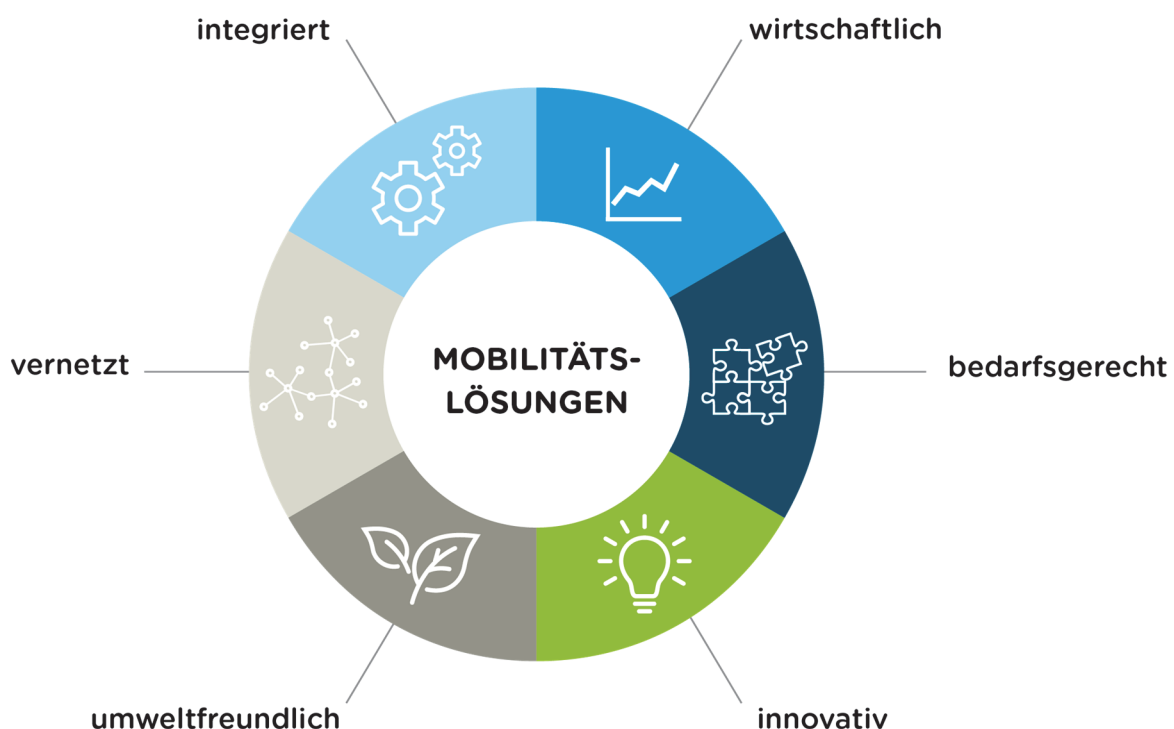 integriert
wirtschaftlich
vernetzt
MOBILITÄTS-
LÖSUNGEN
bedarfsgerecht
umweltfreundlich
innovativ